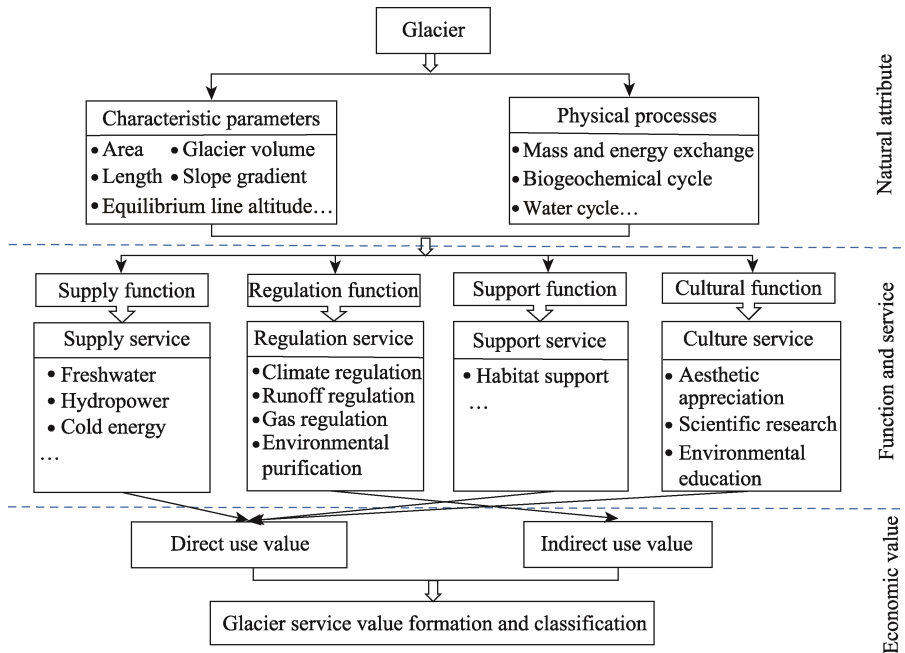 Glacier
Natural attribute
Characteristic parameters
• Area • Glacier volume
• Length • Slope gradient
• Equilibrium line altitude…
Physical processes
• Mass and energy exchange
• Biogeochemical cycle
• Water cycle…
Function and service
Supply function
Regulation function
Support function
Cultural function
Supply service
• Freshwater
• Hydropower
• Cold energy
…
Regulation service
• Climate regulation
• Runoff regulation
• Gas regulation
• Environmental
purification
Support service
• Habitat support
…
Culture service
• Aesthetic
appreciation
• Scientific research
• Environmental
education
Economic value
Direct use value
Indirect use value
Glacier service value formation and classification